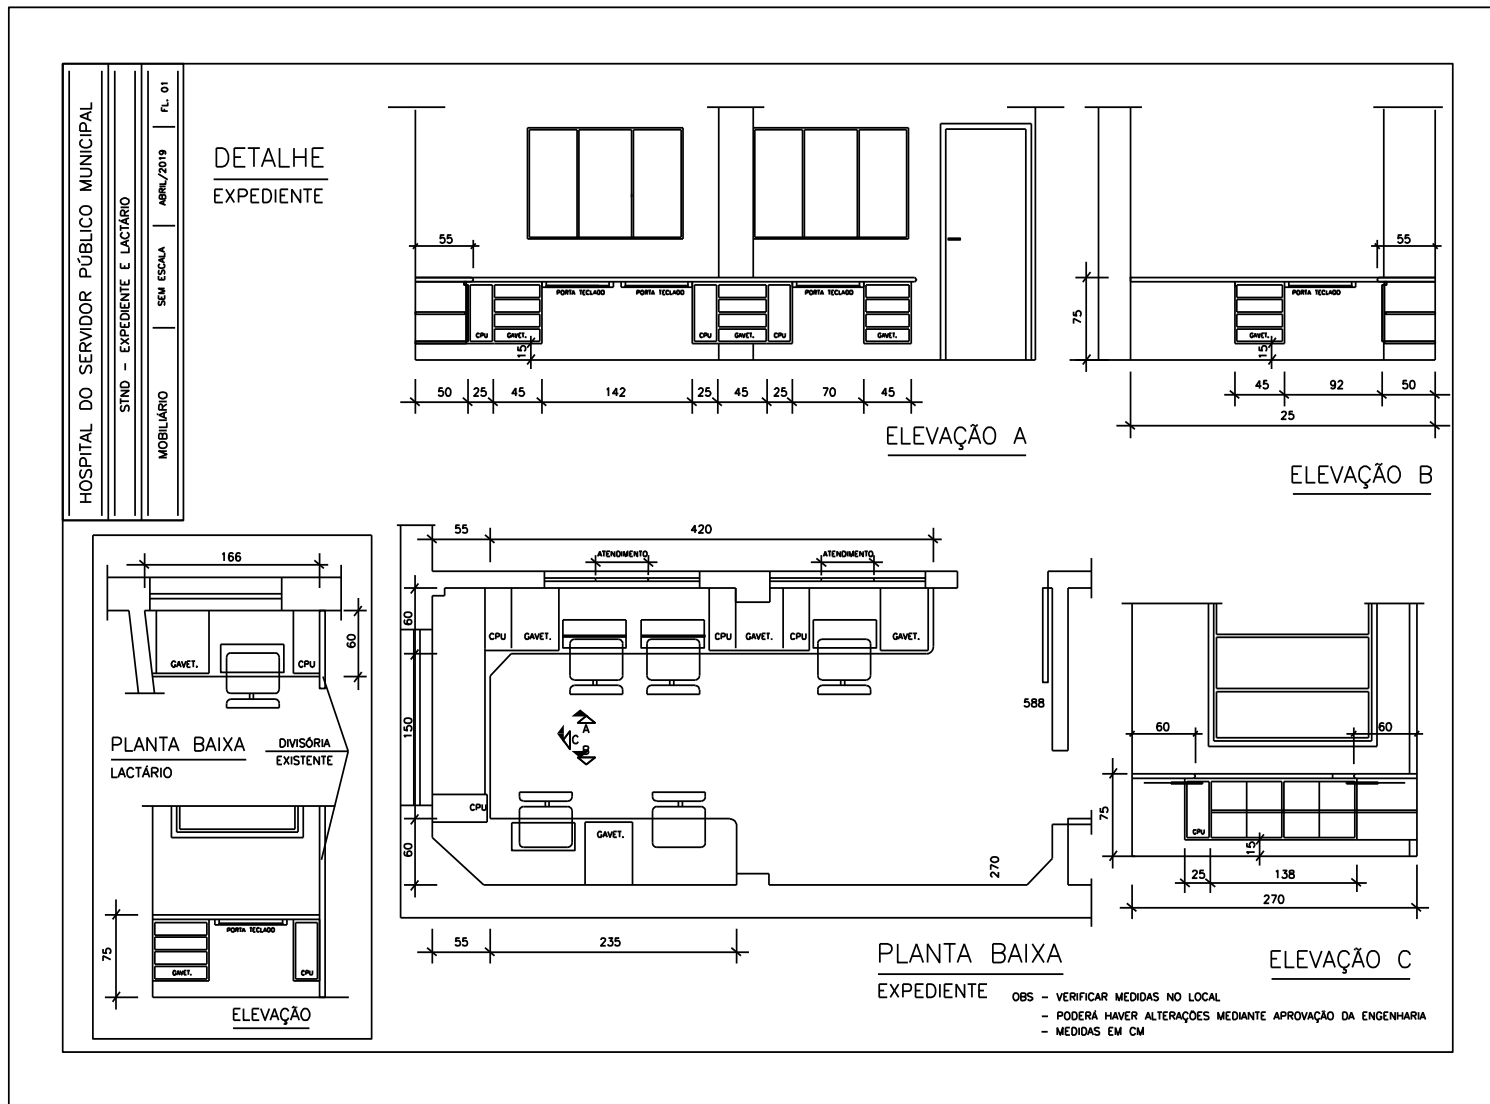 HOSPITAL DO SERVIDOR PÚBLICO MUNICIPAL
STND - EXPEDIENTE E LACTÁRIO
MOBILIÁRIO
SEM ESCALA
ABRIL/2019
FL. 01
DETALHE
EXPEDIENTE
55
PORTA TECLADO
PORTA TECLADO
PORTA TECLADO
CPU
GAVET.
CPU
GAVET.
CPU
GAVET.
15
50
25
45
142
25
45
25
70
45
ELEVAÇÃO A
55
75
PORTA TECLADO
GAVET.
15
45
92
50
25
ELEVAÇÃO B
166
60
GAVET.
CPU
PLANTA BAIXA
LACTÁRIO
DIVISÓRIA
EXISTENTE
75
PORTA TECLADO
GAVET.
CPU
ELEVAÇÃO
55
420
ATENDIMENTO
ATENDIMENTO
60
CPU
GAVET.
CPU
GAVET.
CPU
GAVET.
150
A
C
B
588
CPU
GAVET.
60
270
55
235
PLANTA BAIXA
EXPEDIENTE
60
60
75
CPU
15
25
138
270
ELEVAÇÃO C
OBS - VERIFICAR MEDIDAS NO LOCAL
- PODERÁ HAVER ALTERAÇÕES MEDIANTE APROVAÇÃO DA ENGENHARIA
- MEDIDAS EM CM